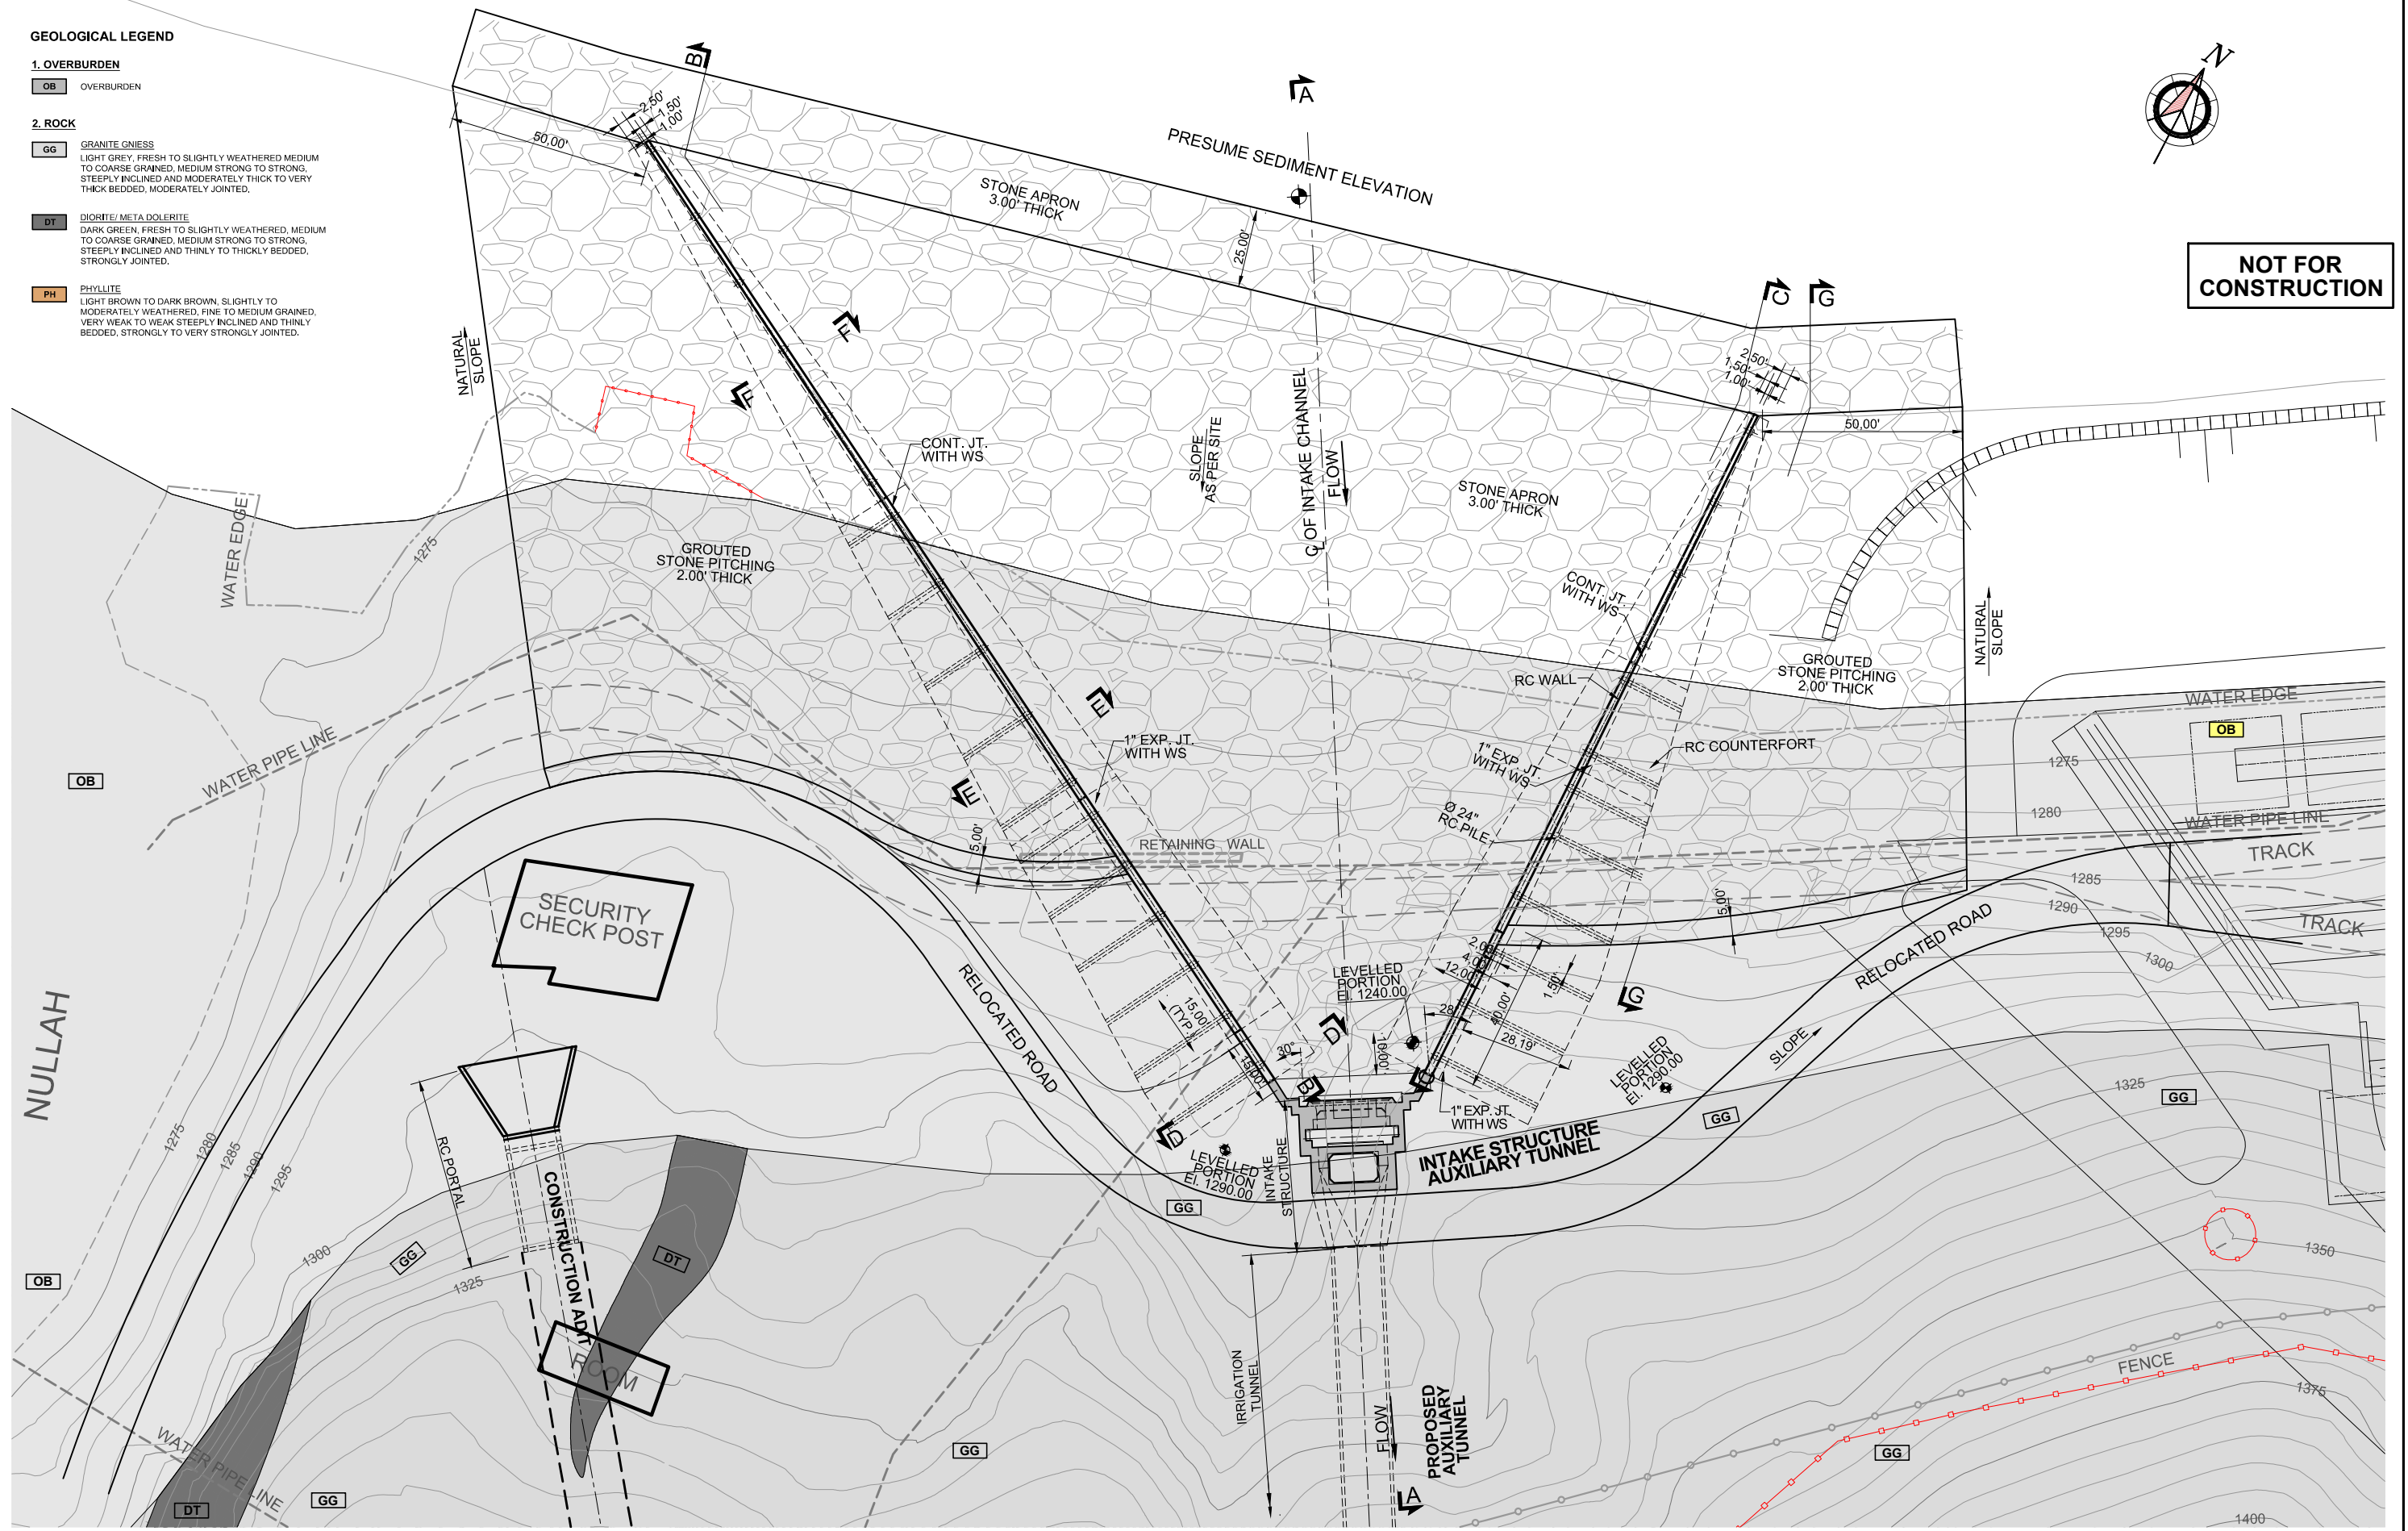 GEOLOGICAL LEGEND
1. OVERBURDEN
OB
OVERBURDEN
2. ROCK
GG
GRANITE GNIESS
LIGHT GREY, FRESH TO SLIGHTLY WEATHERED MEDIUM
TO COARSE GRAINED, MEDIUM STRONG TO STRONG,
STEEPLY INCLINED AND MODERATELY THICK TO VERY
THICK BEDDED, MODERATELY JOINTED.
DT
DIORITE/ META DOLERITE
DARK GREEN, FRESH TO SLIGHTLY WEATHERED, MEDIUM
TO COARSE GRAINED, MEDIUM STRONG TO STRONG,
STEEPLY INCLINED AND THINLY TO THICKLY BEDDED,
STRONGLY JOINTED.
PH
PHYLLITE
LIGHT BROWN TO DARK BROWN, SLIGHTLY TO
MODERATELY WEATHERED, FINE TO MEDIUM GRAINED,
VERY WEAK TO WEAK STEEPLY INCLINED AND THINLY
BEDDED, STRONGLY TO VERY STRONGLY JOINTED.
N
NOT FOR
CONSTRUCTION
B
A
PRESUME SEDIMENT ELEVATION
2.50'
1.50'
1.00'
50.00'
STONE APRON
3.00' THICK
25.00'
C
G
2.50'
1.50'
1.00'
50.00'
F
F
NATURAL
SLOPE
CONT. JT.
WITH WS
SLOPE
AS PER SITE
℄ OF INTAKE CHANNEL
FLOW
STONE APRON
3.00' THICK
WATER EDGE
1275
GROUTED
STONE PITCHING
2.00' THICK
CONT. JT.
WITH WS
NATURAL
SLOPE
GROUTED
STONE PITCHING
2.00' THICK
RC WALL
WATER EDGE
OB
E
E
1" EXP. JT.
WITH WS
1" EXP. JT.
WITH WS
RC COUNTERFORT
1275
1280
WATER PIPE LINE
OB
WATER PIPE LINE
Ø 24"
RC PILE
5.00'
RETAINING WALL
TRACK
1285
1290
1295
1300
TRACK
SECURITY
CHECK POST
5.00'
RELOCATED ROAD
RELOCATED ROAD
LEVELLED
PORTION
El. 1240.00
4.00'
12.00'
1.50'
40.00'
28.19'
G
D
10.00'
15.00'
(TYP.)
15.00'
30°
B
C
LEVELLED
PORTION
El. 1290.00
SLOPE
1325
GG
GG
NULLAH
1" EXP. JT.
WITH WS
INTAKE STRUCTURE
AUXILIARY TUNNEL
D
LEVELLED
PORTION
El. 1290.00
INTAKE
STRUCTURE
GG
1275
1280
1285
1290
1295
RC PORTAL
CONSTRUCTION ADIT
1300
GG
DT
1325
OB
1350
ROOM
IRRIGATION
TUNNEL
FLOW
PROPOSED
AUXILIARY
TUNNEL
FENCE
1375
GG
GG
WATER PIPE LINE
DT
GG
A
1400